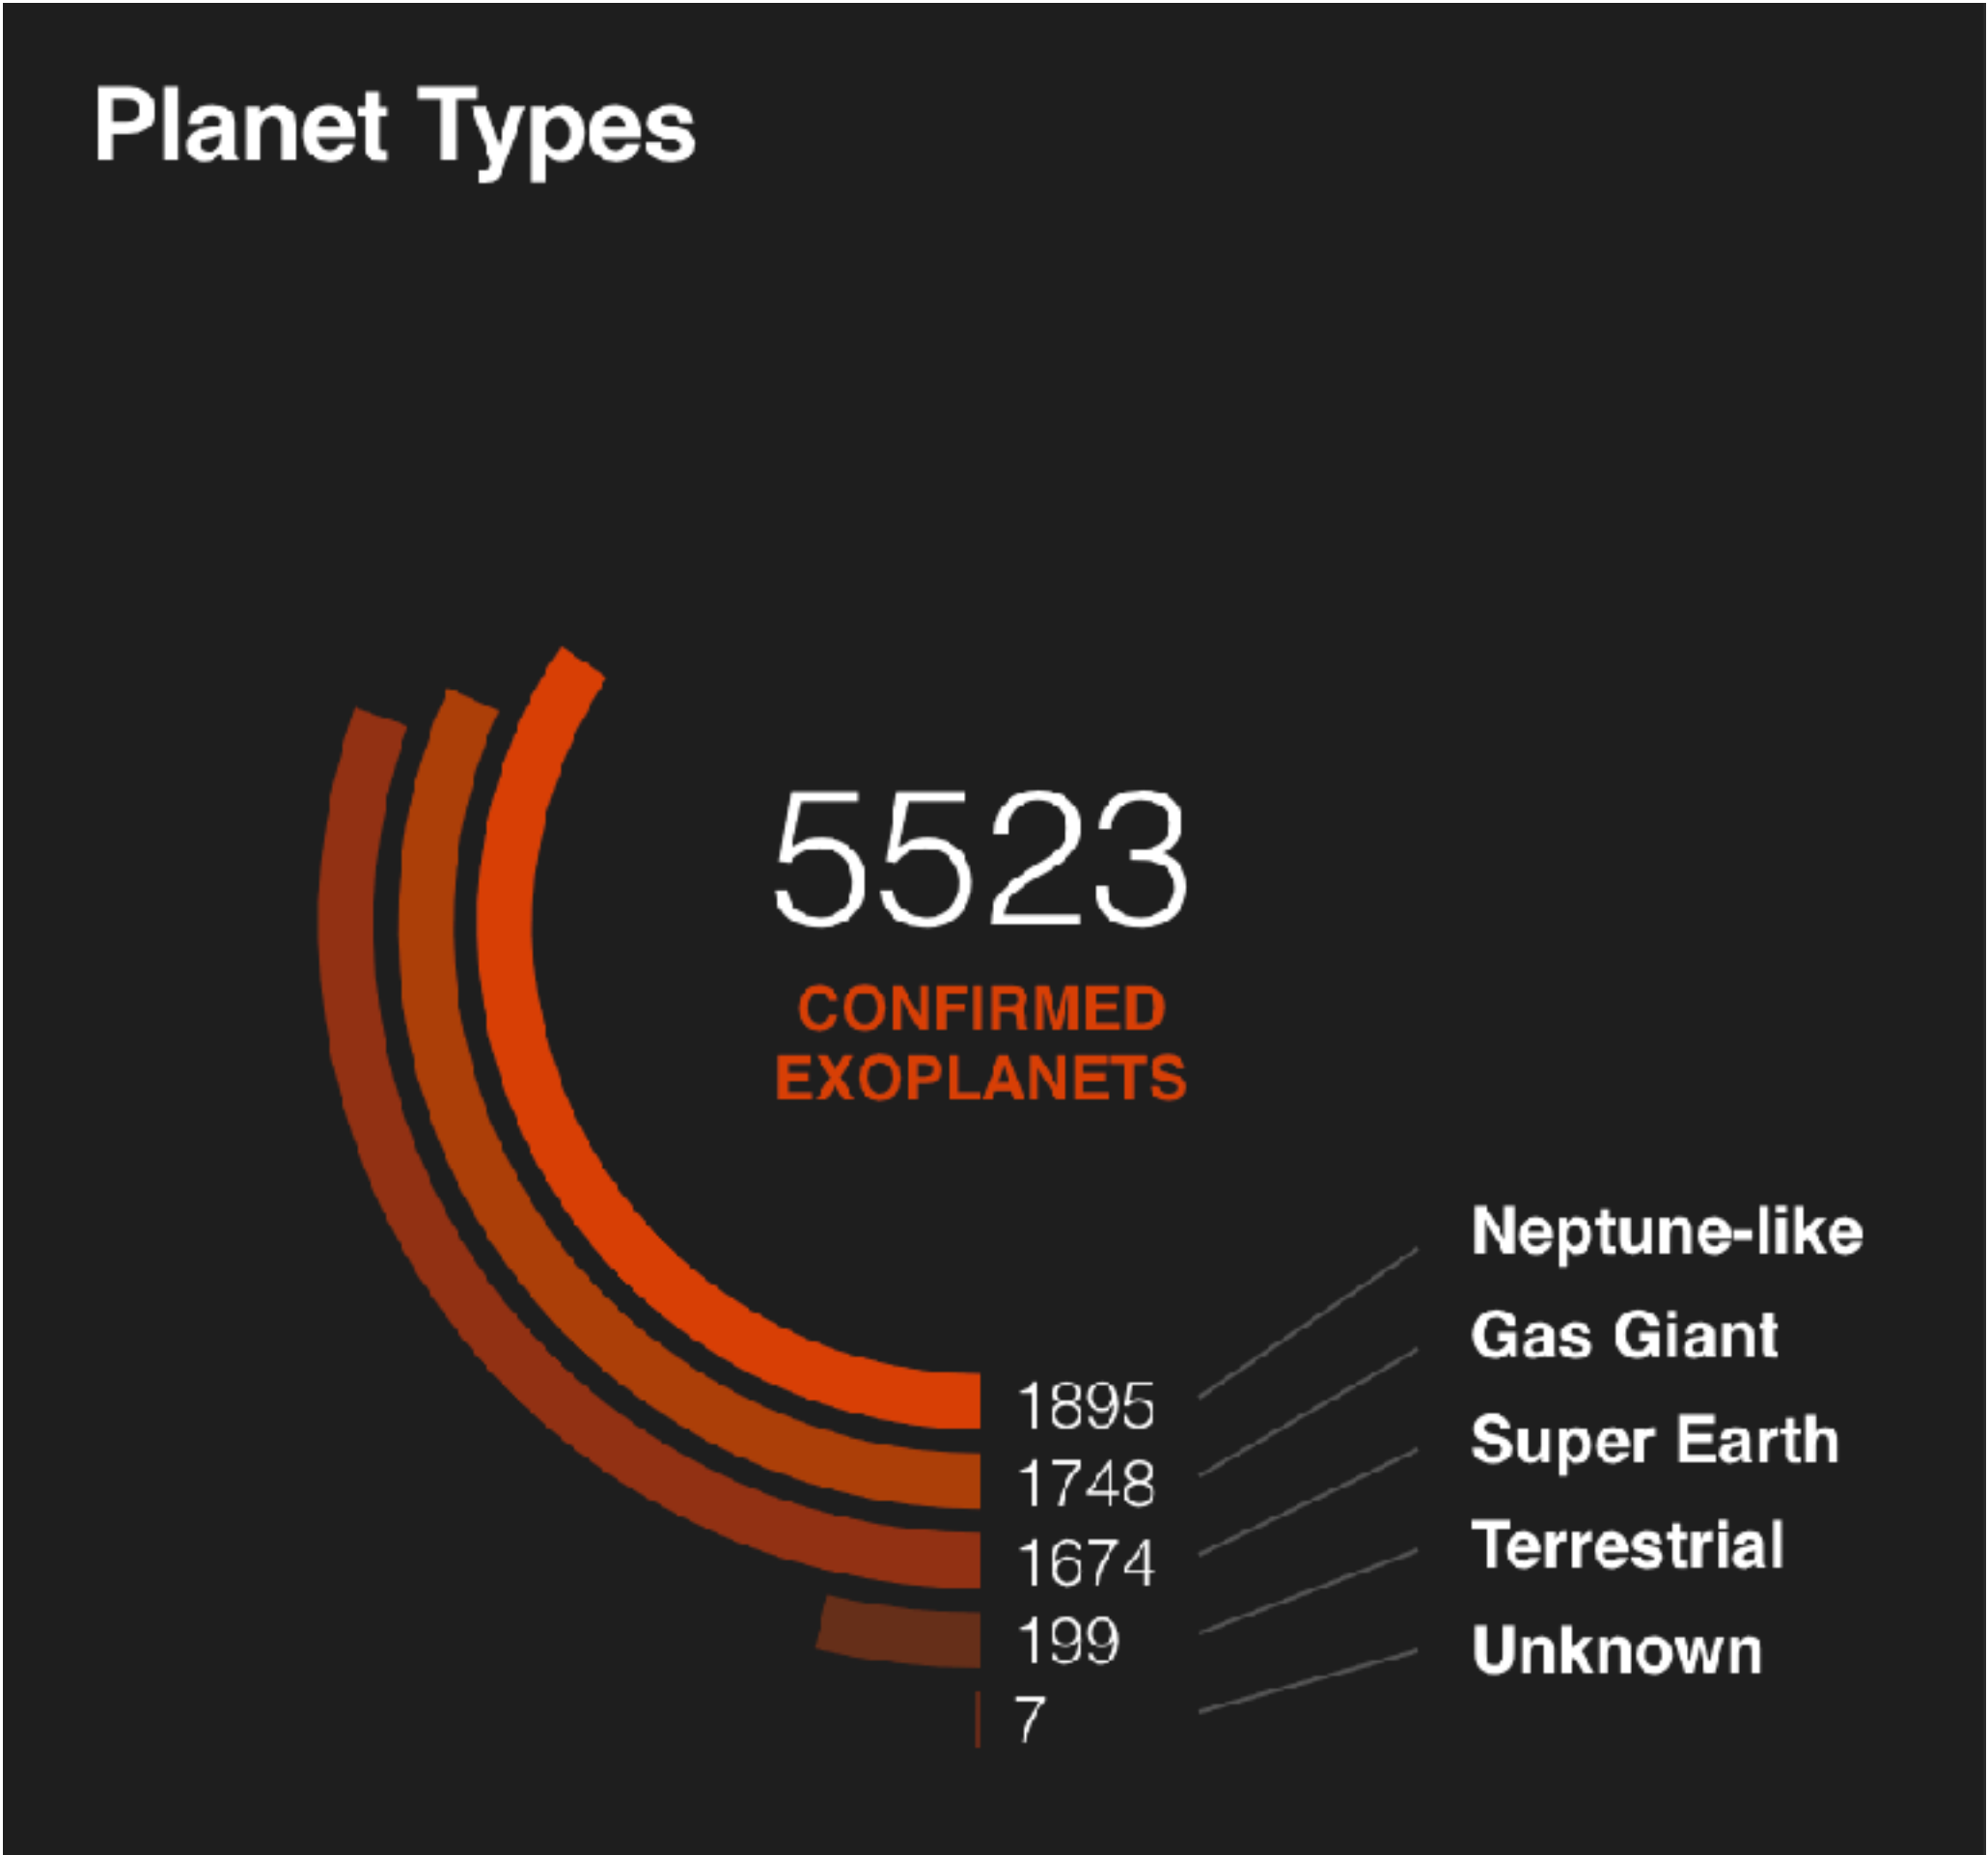 Planet Types
5523
CONFIRMED
EXOPLANETS
1895 Neptune-like
1748 Gas Giant
1674 Super Earth
199 Terrestrial
7 Unknown